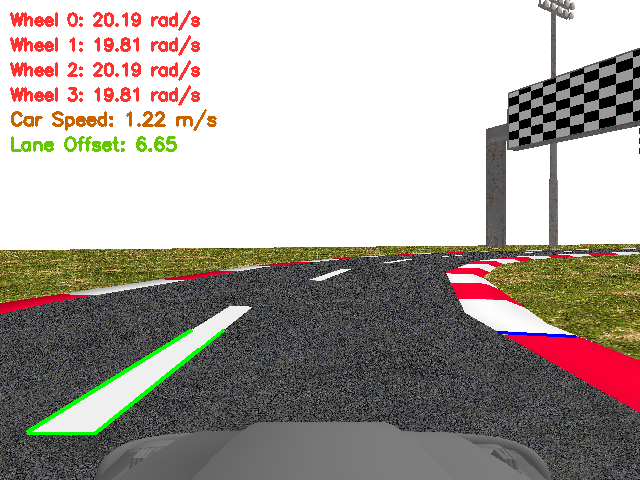 Wheel 0: 20.19 rad/s
Wheel 1: 19.81 rad/s
Wheel 2: 20.19 rad/s
Wheel 3: 19.81 rad/s
Car Speed: 1.22 m/s
Lane Offset: 6.65